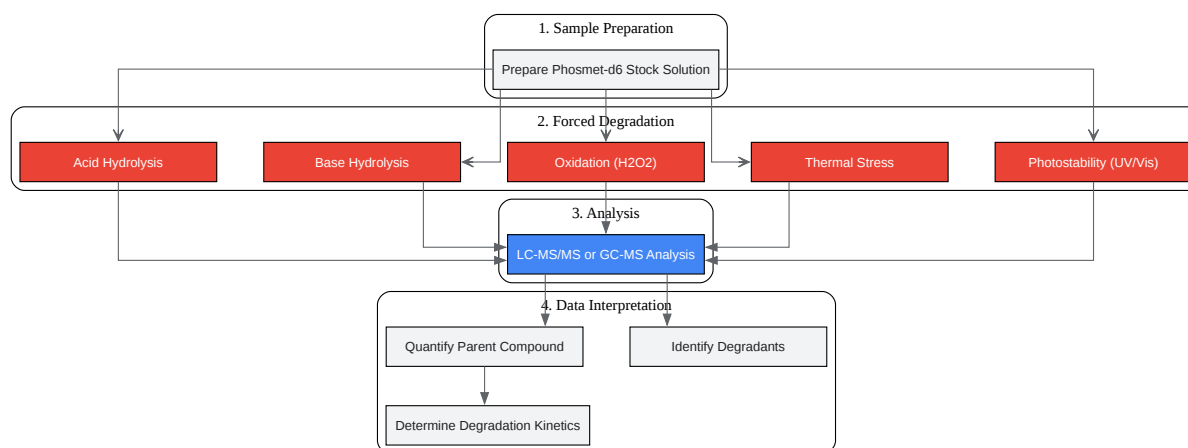 1. Sample Preparation
Prepare Phosmet-d6 Stock Solution
2. Forced Degradation
Acid Hydrolysis
Base Hydrolysis
Oxidation (H2O2)
Thermal Stress
Photostability (UV/Vis)
3. Analysis
LC-MS/MS or GC-MS Analysis
4. Data Interpretation
Quantify Parent Compound
Identify Degradants
Determine Degradation Kinetics